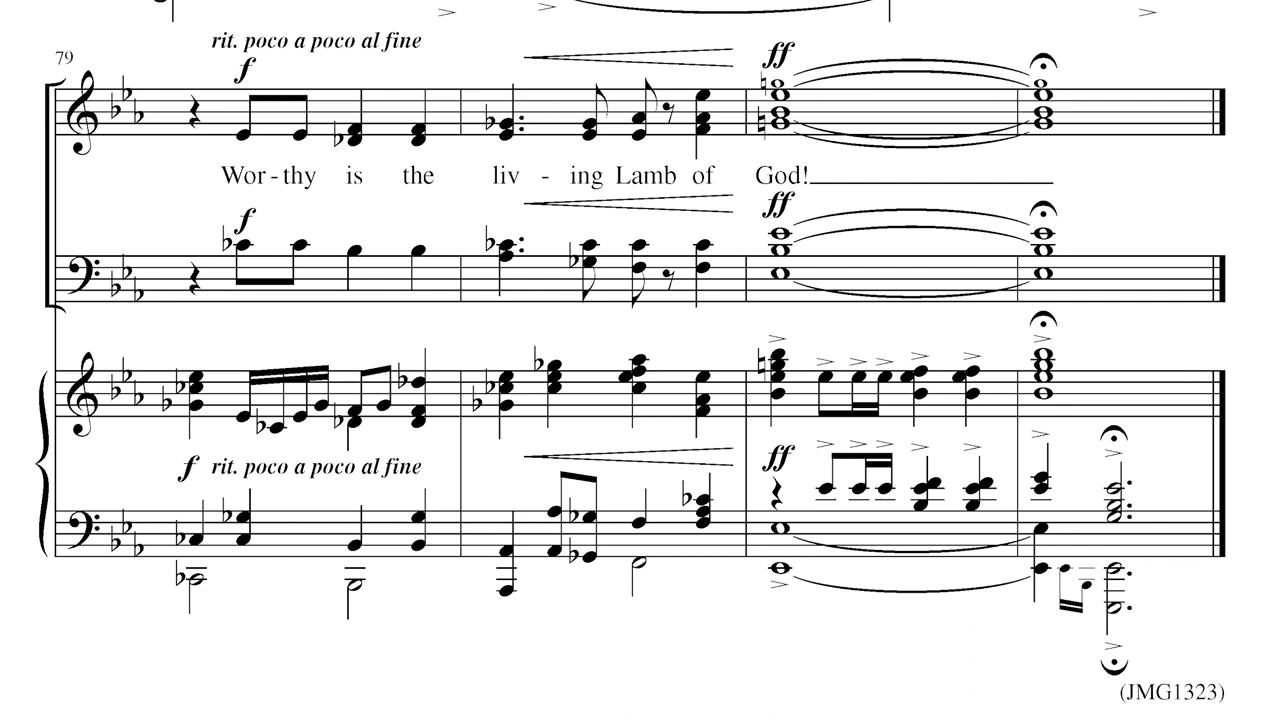 rit. poco a poco al fine
79
f
ff
Wor - thy is the liv - ing Lamb of God!
f
ff
f rit. poco a poco al fine
ff
(JMG1323)